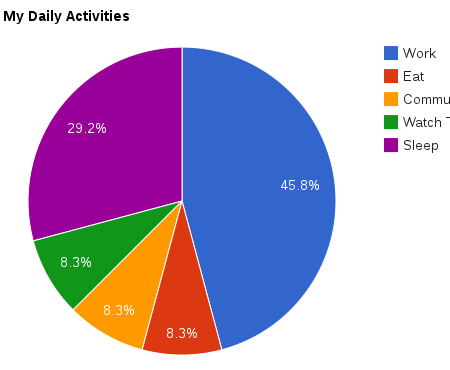 My Daily Activities
Work
Eat
Commu
Watch T
Sleep
29.2%
45.8%
8.3%
8.3%
8.3%